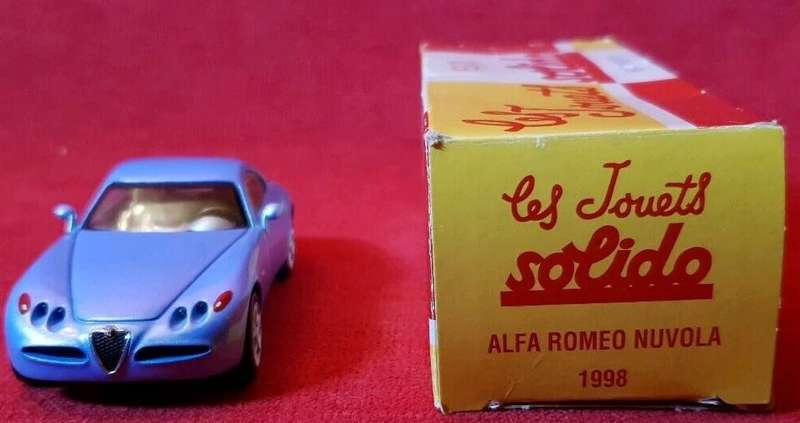 les Jouets
solido
ALFA ROMEO NUVOLA
1998